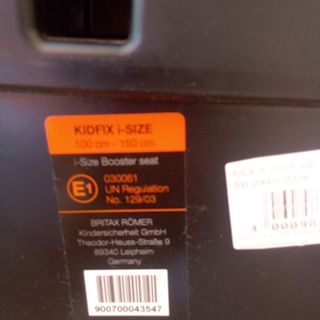 KIDFIX i-SIZE
100 cm - 150 cm
i-Size Booster seat
E1
030061
UN Regulation
No. 129/03
BRITAX RÖMER
Kindersicherheit GmbH
Theodor-Heuss-Straße 9
89340 Leipheim
Germany
900700043547